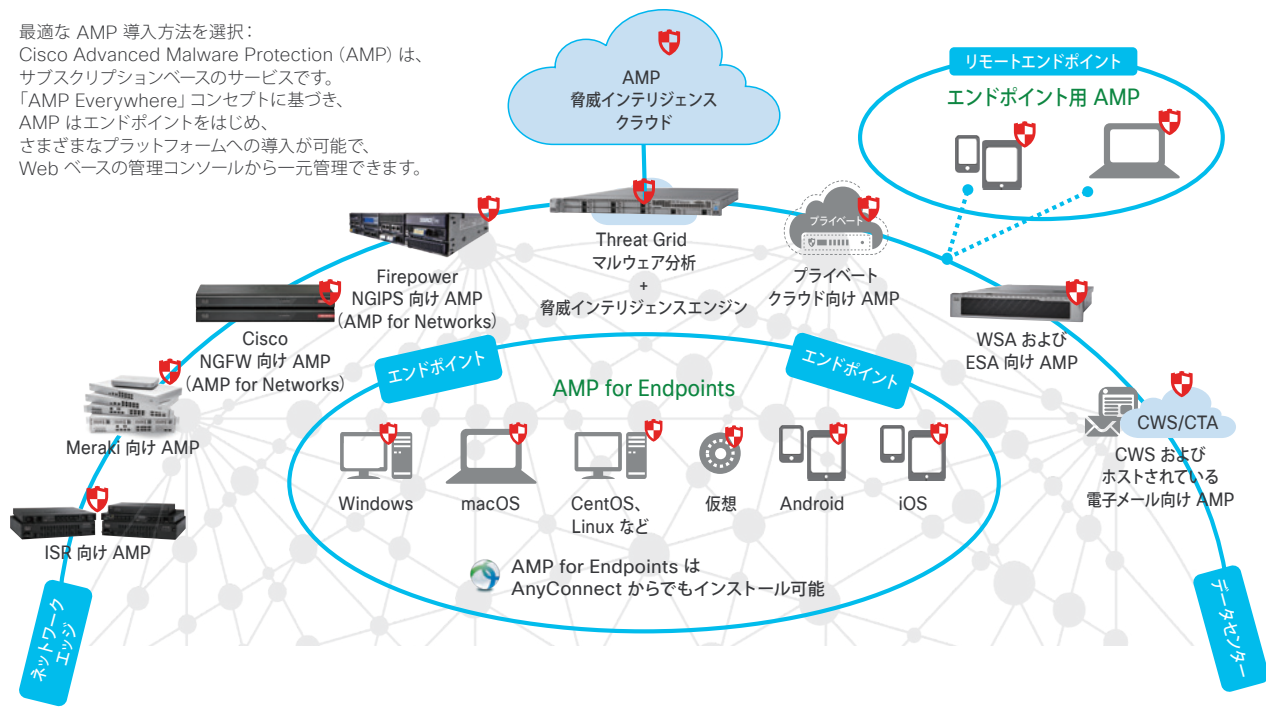 最適な AMP 導入方法を選択：
Cisco Advanced Malware Protection（AMP）は、
サブスクリプションベースのサービスです。
「AMP Everywhere」コンセプトに基づき、
AMP はエンドポイントをはじめ、
さまざまなプラットフォームへの導入が可能で、
Web ベースの管理コンソールから一元管理できます。
AMP
脅威インテリジェンス
クラウド
リモートエンドポイント
エンドポイント用 AMP
Threat Grid
マルウェア分析
+
脅威インテリジェンスエンジン
プライベート
プライベート
クラウド向け AMP
Firepower
NGIPS 向け AMP
（AMP for Networks）
Cisco
NGFW 向け AMP
（AMP for Networks）
WSA および
ESA 向け AMP
Meraki 向け AMP
CWS/CTA
CWS および
ホストされている
電子メール向け AMP
ISR 向け AMP
エンドポイント
エンドポイント
AMP for Endpoints
Windows
macOS
CentOS、
Linux など
仮想
Android
iOS
AMP for Endpoints は
AnyConnect からでもインストール可能
ネットワーク
エッジ
データセンター